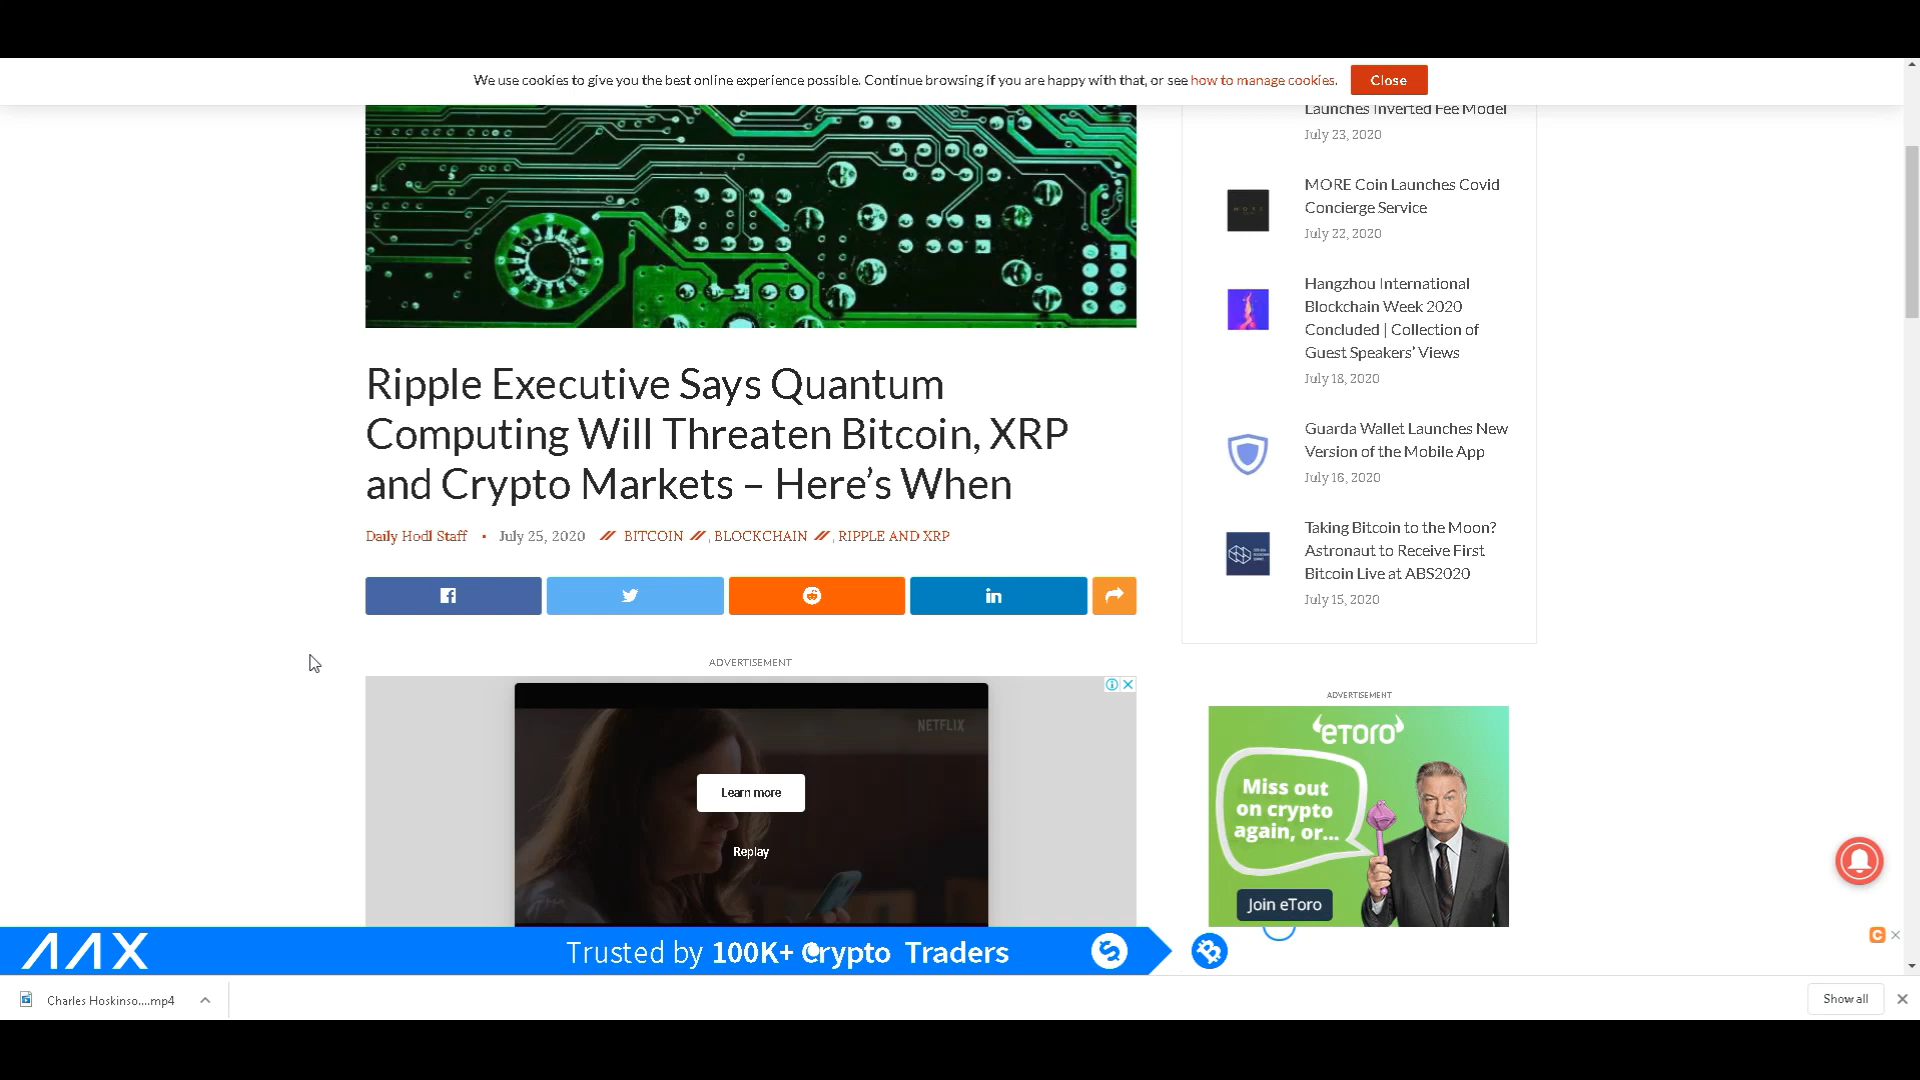 We use cookies to give you the best online experience possible. Continue browsing if you are happy with that, or see how to manage cookies.
Close
Ripple Executive Says Quantum
Computing Will Threaten Bitcoin, XRP
and Crypto Markets – Here’s When
Daily Hodl Staff • July 25, 2020 // BITCOIN //, BLOCKCHAIN //, RIPPLE AND XRP
ADVERTISEMENT
NETFLIX
Learn more
Replay
Launches Inverted Fee Model
July 23, 2020
MORE Coin Launches Covid
Concierge Service
July 22, 2020
Hangzhou International
Blockchain Week 2020
Concluded | Collection of
Guest Speakers’ Views
July 18, 2020
Guarda Wallet Launches New
Version of the Mobile App
July 16, 2020
Taking Bitcoin to the Moon?
Astronaut to Receive First
Bitcoin Live at ABS2020
July 15, 2020
ADVERTISEMENT
eToro
Miss out
on crypto
again, or...
Join eToro
AAX
Trusted by 100K+ Crypto Traders
Charles Hoskinso....mp4
Show all